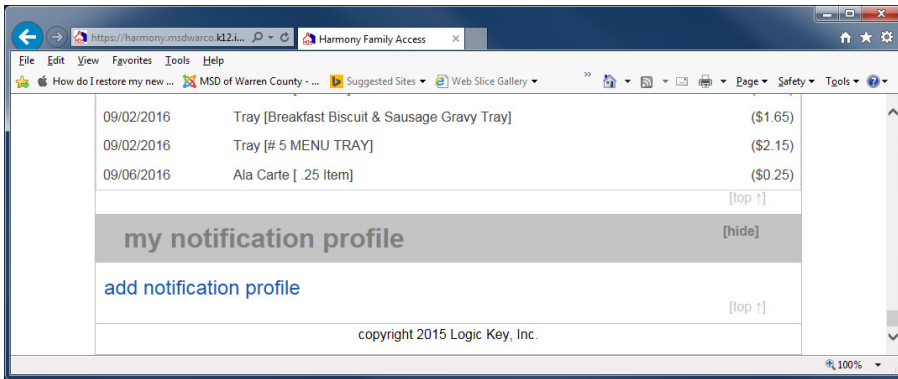 https://harmony.msdwarco.k12.i... Harmony Family Access
File Edit View Favorites Tools Help
How do I restore my new ... MSD of Warren County - ... Suggested Sites Web Slice Gallery Page Safety Tools
09/02/2016 Tray [Breakfast Biscuit & Sausage Gravy Tray] ($1.65)
09/02/2016 Tray [# 5 MENU TRAY] ($2.15)
09/06/2016 Ala Carte [ .25 Item] ($0.25)
[top ↑]
my notification profile [hide]
add notification profile
[top ↑]
copyright 2015 Logic Key, Inc.
100%